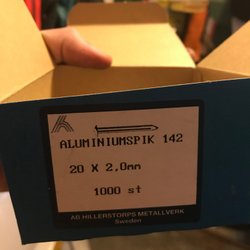 ALUMINIUMSPIK 142
20 X 2,0mm
1000 st
AB HILLERSTORPS METALLVERK
Sweden